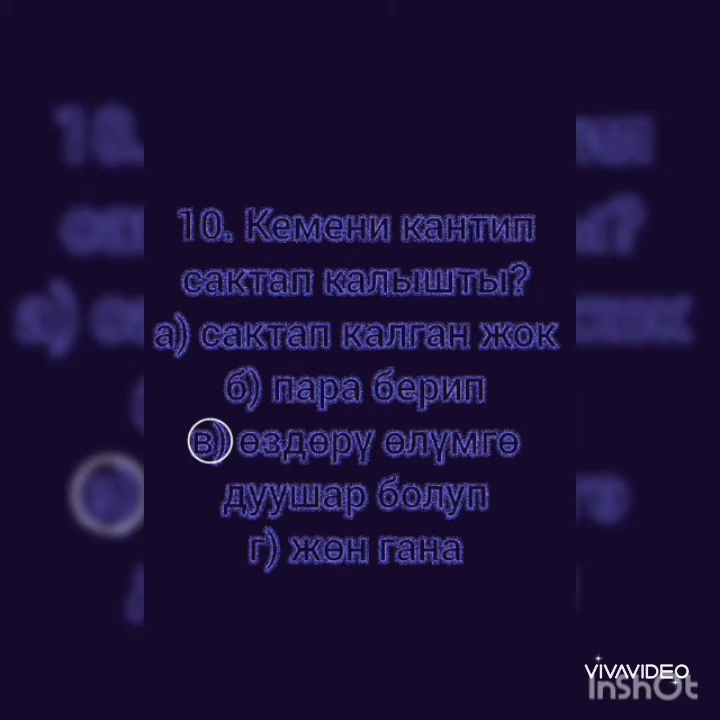 10. Кемени кантип
сактап калышты?
а) сактап калган жок
б) пара берип
в) өздөрү өлүмгө
дуушар болуп
г) жөн гана
VIVAVIDEO
InShOt